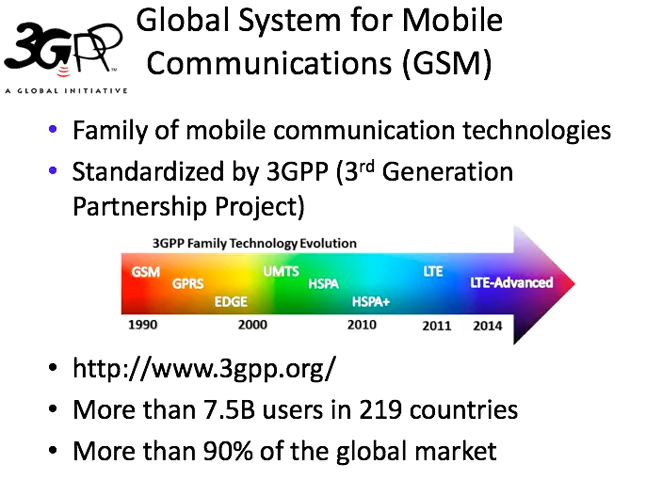 3GPP™
A GLOBAL INITIATIVE
Global System for Mobile
Communications (GSM)
• Family of mobile communication technologies
• Standardized by 3GPP (3rd Generation
Partnership Project)
3GPP Family Technology Evolution
GSM
GPRS
EDGE
UMTS
HSPA
HSPA+
LTE
LTE-Advanced
1990 2000 2010 2011 2014
• http://www.3gpp.org/
• More than 7.5B users in 219 countries
• More than 90% of the global market